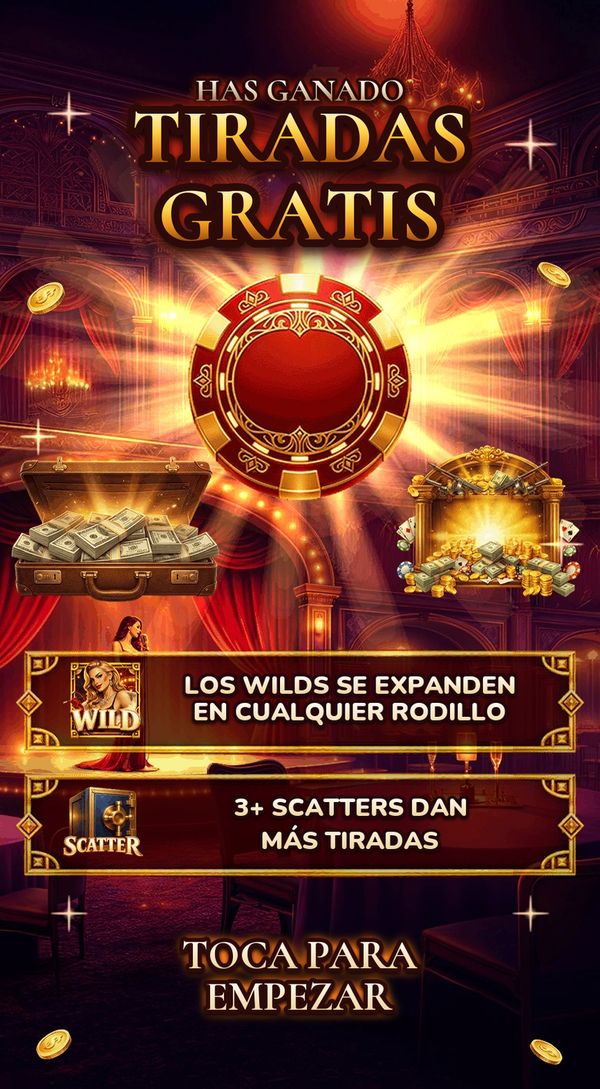 HAS GANADO
TIRADAS
GRATIS
WILD
LOS WILDS SE EXPANDEN
EN CUALQUIER RODILLO
SCATTER
3+ SCATTERS DAN
MÁS TIRADAS
TOCA PARA
EMPEZAR